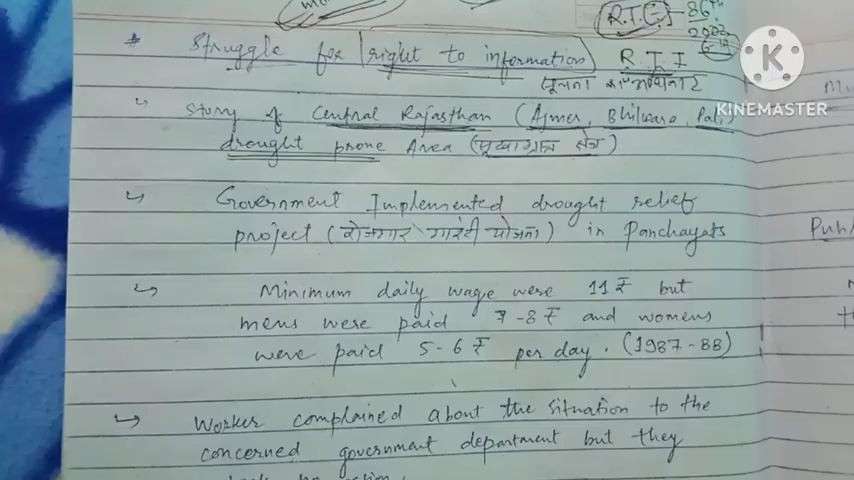 R.T.E - 86th
2002
* Struggle for right to information R T I
सूचना का अधिकार
Story of Central Rajasthan (Ajmer, Bhilwara, Pali)
drought prone Area (सूखाग्रस्त क्षेत्र)
Government Implemented drought relief
project (रोजगार गारंटी योजना) in Panchayats
Minimum daily wage were 11 ₹ but
mens were paid 7-8 ₹ and womens
were paid 5-6 ₹ per day. (1987-88)
Worker complained about the situation to the
concerned government department but they
KINEMASTER